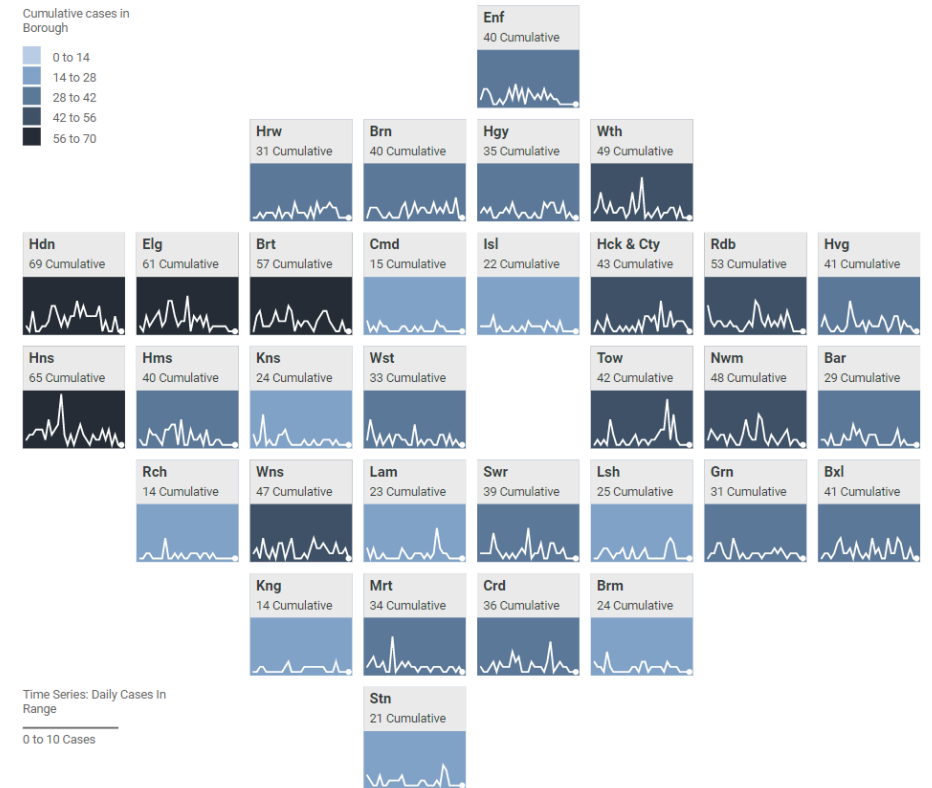 Cumulative cases in
Borough
0 to 14
14 to 28
28 to 42
42 to 56
56 to 70
Enf
40 Cumulative
Hrw
31 Cumulative
Brn
40 Cumulative
Hgy
35 Cumulative
Wth
49 Cumulative
Hdn
69 Cumulative
Elg
61 Cumulative
Brt
57 Cumulative
Cmd
15 Cumulative
Isl
22 Cumulative
Hck & Cty
43 Cumulative
Rdb
53 Cumulative
Hvg
41 Cumulative
Hns
65 Cumulative
Hms
40 Cumulative
Kns
24 Cumulative
Wst
33 Cumulative
Tow
42 Cumulative
Nwm
48 Cumulative
Bar
29 Cumulative
Rch
14 Cumulative
Wns
47 Cumulative
Lam
23 Cumulative
Swr
39 Cumulative
Lsh
25 Cumulative
Grn
31 Cumulative
Bxl
41 Cumulative
Kng
14 Cumulative
Mrt
34 Cumulative
Crd
36 Cumulative
Brm
24 Cumulative
Stn
21 Cumulative
Time Series: Daily Cases In
Range
0 to 10 Cases